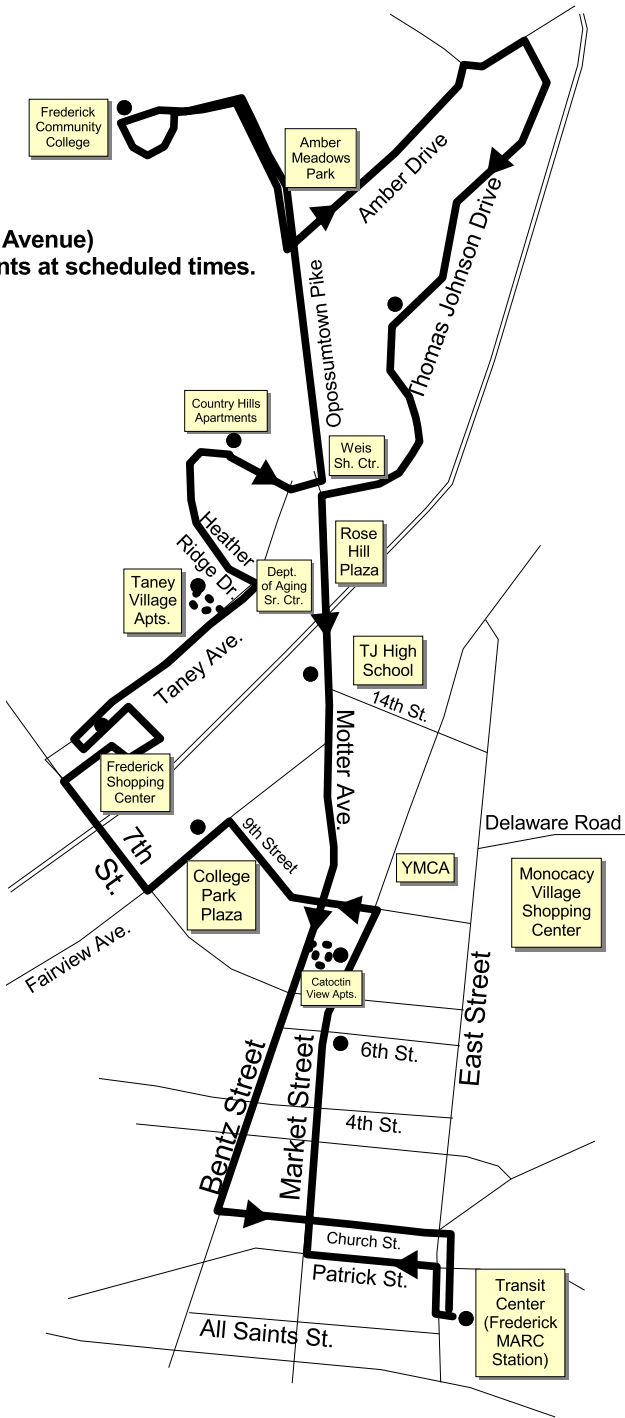 Frederick
Community
College
Amber
Meadows
Park
Amber Drive
Avenue)
nts at scheduled times.
Thomas Johnson Drive
Opossumtown Pike
Country Hills
Apartments
Weis
Sh. Ctr.
Heather
Ridge Dr.
Rose
Hill
Plaza
Dept.
of Aging
Sr. Ctr.
Taney
Village
Apts.
Taney Ave.
TJ High
School
14th St.
Motter Ave.
Frederick
Shopping
Center
7th
St.
9th Street
Delaware Road
YMCA
College
Park
Plaza
Monocacy
Village
Shopping
Center
Fairview Ave.
Catoctin
View Apts.
East Street
6th St.
Bentz Street
Market Street
4th St.
Church St.
Patrick St.
Transit
Center
(Frederick
MARC
Station)
All Saints St.